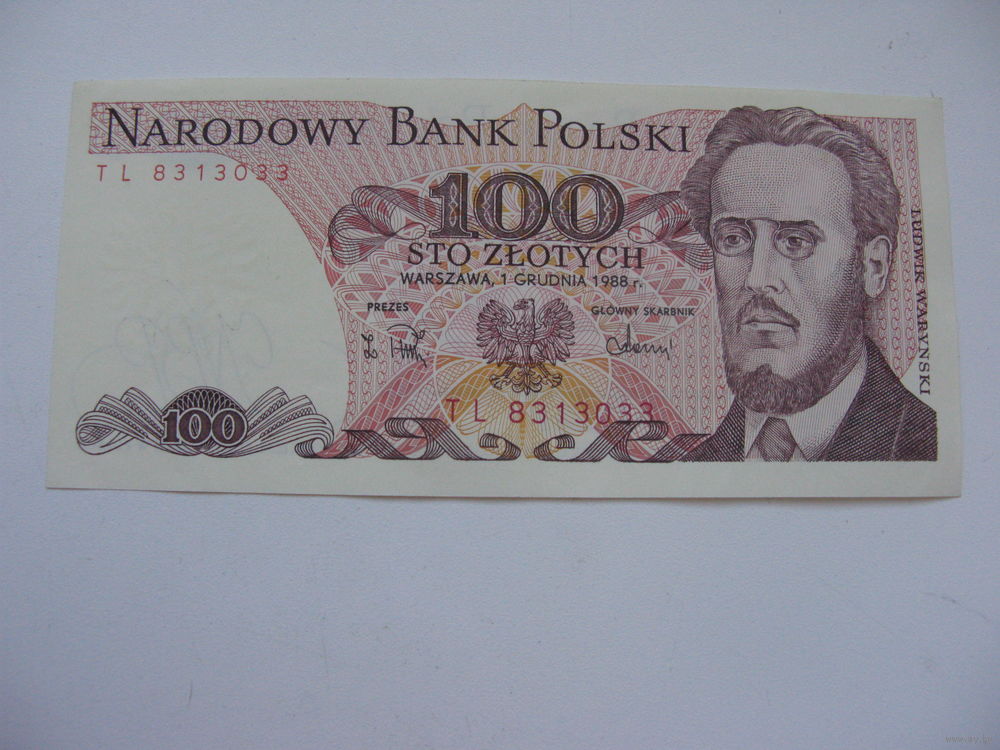 NARODOWY BANK POLSKI
TL 8313033
100
STO ZŁOTYCH
WARSZAWA, 1 GRUDNIA 1988 r.
PREZES
GŁÓWNY SKARBNIK
TL 8313033
100
LUDWIK WARYŃSKI